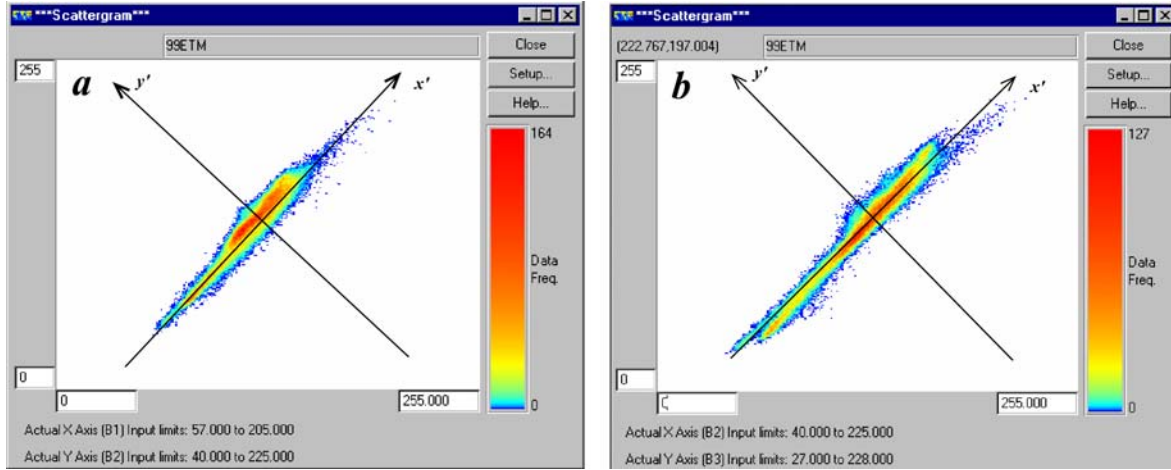 ***Scattergram***
99ETM
Close
255
a
y'
x'
Setup...
Help...
164
Data
Freq.
0
0
0
255.000
Actual X Axis (B1) Input limits: 57.000 to 205.000
Actual Y Axis (B2) Input limits: 40.000 to 225.000
***Scattergram***
(222.767,197.004)
99ETM
Close
255
b
y'
x'
Setup...
Help...
127
Data
Freq.
0
0
255.000
Actual X Axis (B2) Input limits: 40.000 to 225.000
Actual Y Axis (B3) Input limits: 27.000 to 228.000